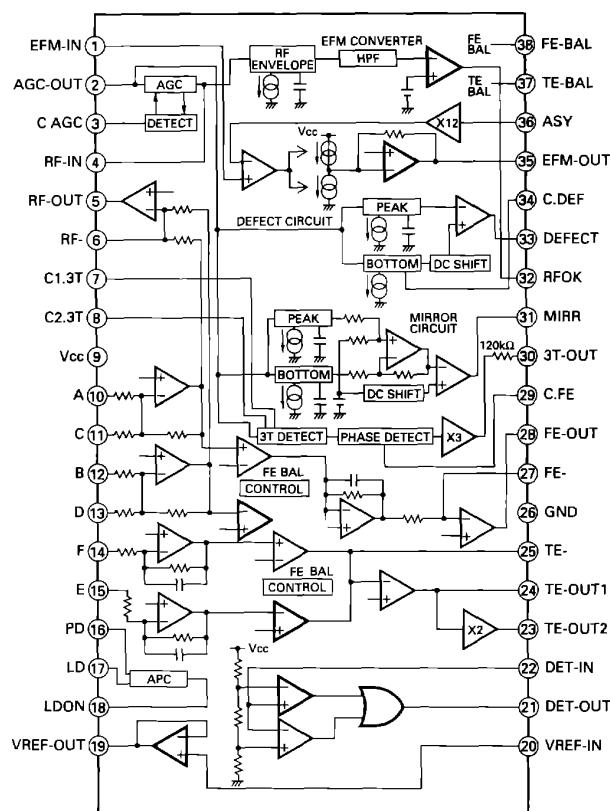 EFM-IN 1
AGC-OUT 2
C AGC 3
RF-IN 4
RF-OUT 5
RF- 6
C1.3T 7
C2.3T 8
Vcc 9
A 10
C 11
B 12
D 13
F 14
E 15
PD 16
LD 17
LDON 18
VREF-OUT 19
AGC
DETECT
RF
ENVELOPE
EFM CONVERTER
HPF
FE
BAL
TE
BAL
X12
Vcc
DEFECT CIRCUIT
PEAK
BOTTOM
DC SHIFT
PEAK
MIRROR
CIRCUIT
BOTTOM
DC SHIFT
120kΩ
3T DETECT
PHASE DETECT
X3
FE BAL
CONTROL
FE BAL
CONTROL
X2
Vcc
APC
38 FE-BAL
37 TE-BAL
36 ASY
35 EFM-OUT
34 C.DEF
33 DEFECT
32 RFOK
31 MIRR
30 3T-OUT
29 C.FE
28 FE-OUT
27 FE-
26 GND
25 TE-
24 TE-OUT1
23 TE-OUT2
22 DET-IN
21 DET-OUT
20 VREF-IN